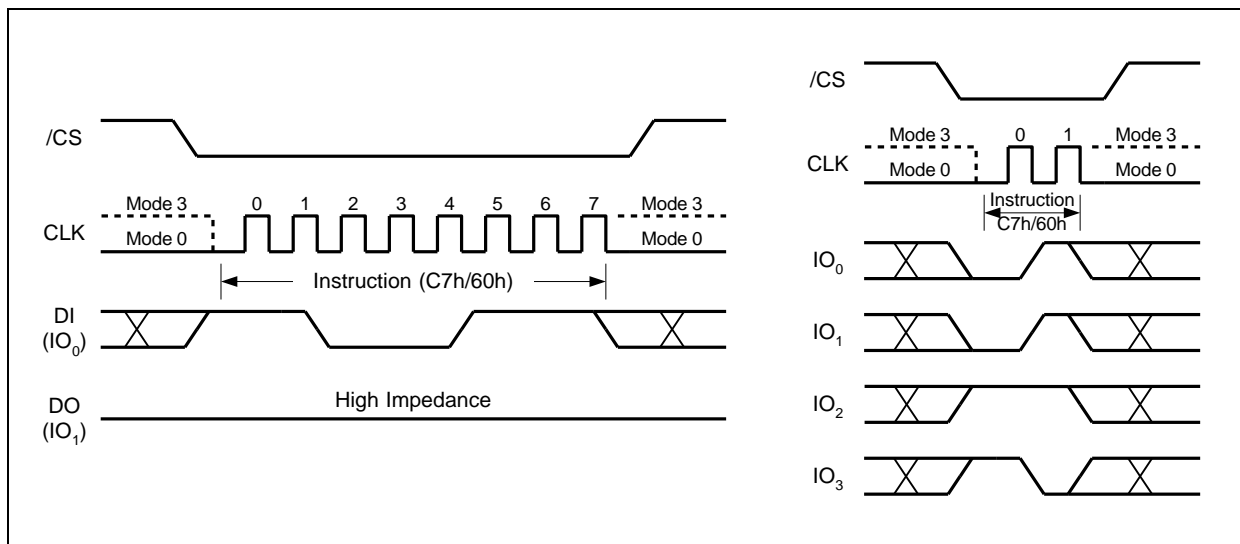 /CS
Mode 3
0 1 2 3 4 5 6 7
Mode 3
CLK
Mode 0
Mode 0
Instruction (C7h/60h)
DI
(IO0)
High Impedance
DO
(IO1)
/CS
Mode 3
0 1
Mode 3
CLK
Mode 0
Mode 0
Instruction
C7h/60h
IO0
IO1
IO2
IO3